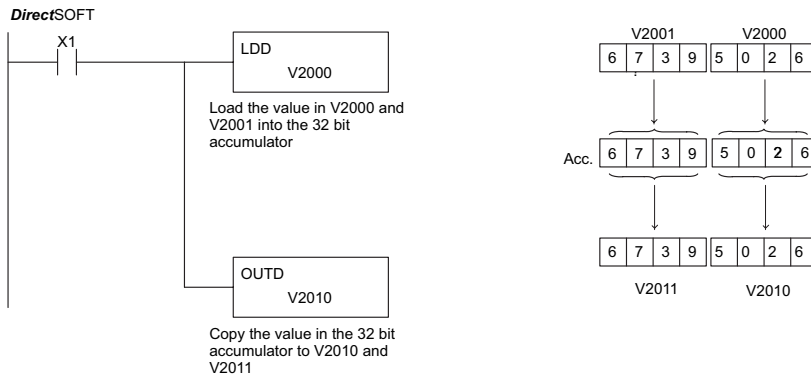 DirectSOFT
X1
LDD
V2000
Load the value in V2000 and
V2001 into the 32 bit
accumulator
OUTD
V2010
Copy the value in the 32 bit
accumulator to V2010 and
V2011
V2001 V2000
6 7 3 9 5 0 2 6
Acc. 6 7 3 9 5 0 2 6
6 7 3 9 5 0 2 6
V2011 V2010